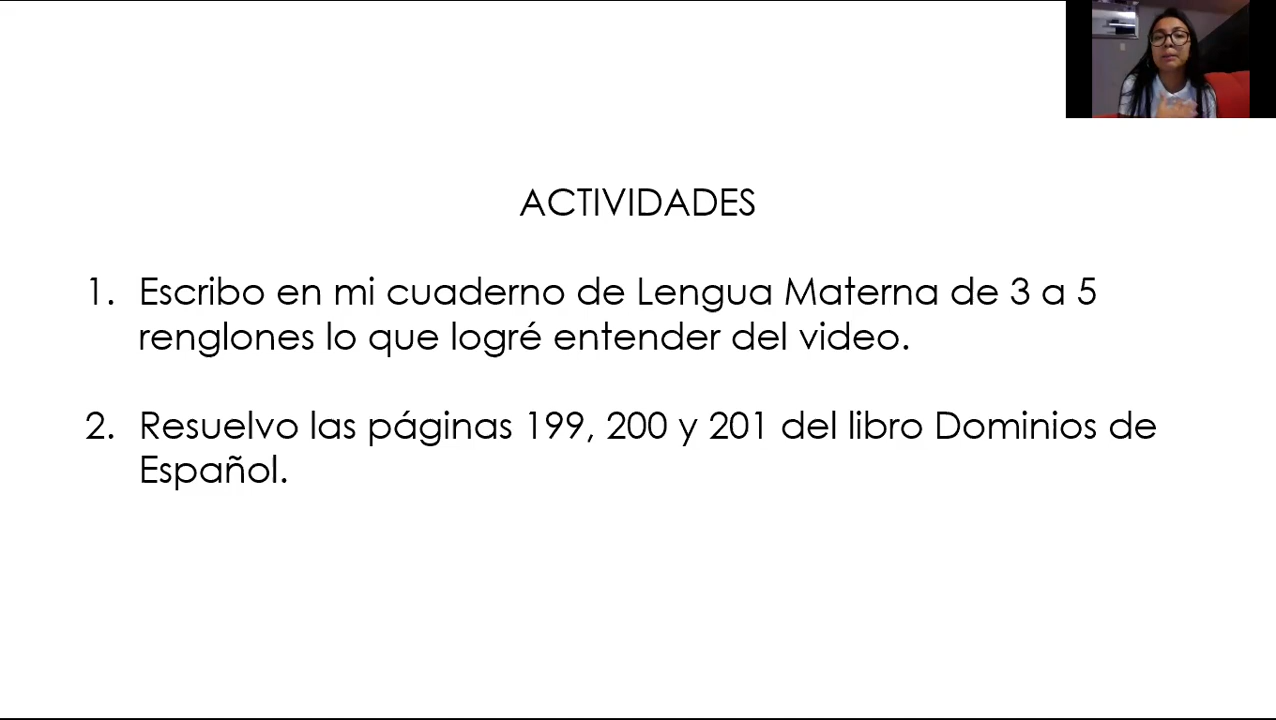 ACTIVIDADES
1. Escribo en mi cuaderno de Lengua Materna de 3 a 5
renglones lo que logré entender del video.
2. Resuelvo las páginas 199, 200 y 201 del libro Dominios de
Español.